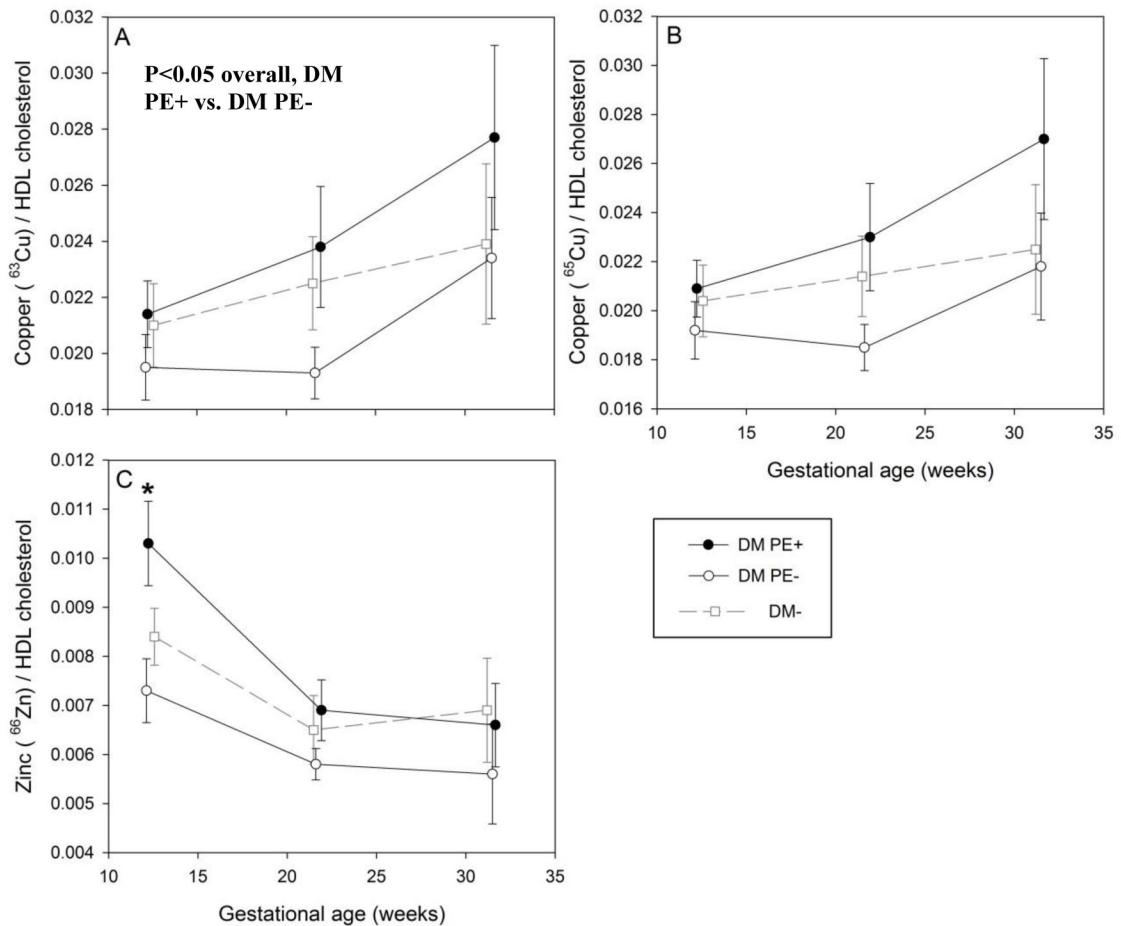 A
P<0.05 overall, DM
PE+ vs. DM PE-
Copper ( ⁶³Cu) / HDL cholesterol
0.032
0.030
0.028
0.026
0.024
0.022
0.020
0.018
B
Copper ( ⁶⁵Cu) / HDL cholesterol
0.032
0.030
0.028
0.026
0.024
0.022
0.020
0.018
0.016
10 15 20 25 30 35
Gestational age (weeks)
C
*
Zinc ( ⁶⁶Zn) / HDL cholesterol
0.012
0.011
0.010
0.009
0.008
0.007
0.006
0.005
0.004
10 15 20 25 30 35
Gestational age (weeks)
DM PE+
DM PE-
DM-